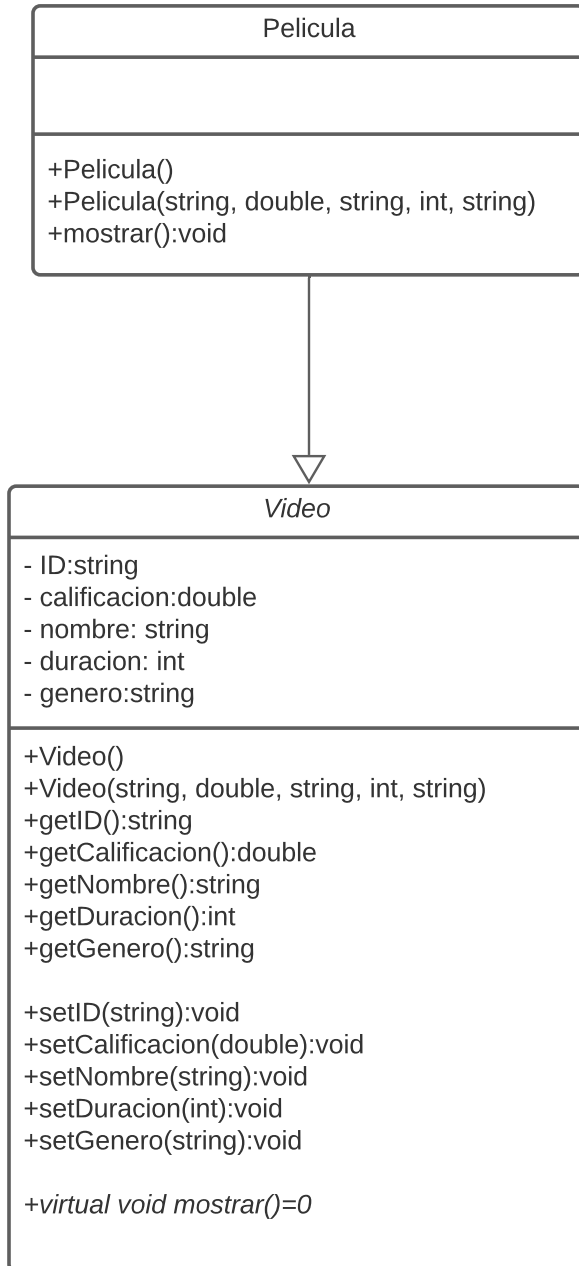 Pelicula
+Pelicula()
+Pelicula(string, double, string, int, string)
+mostrar():void
Video
- ID:string
- calificacion:double
- nombre: string
- duracion: int
- genero:string
+Video()
+Video(string, double, string, int, string)
+getID():string
+getCalificacion():double
+getNombre():string
+getDuracion():int
+getGenero():string
+setID(string):void
+setCalificacion(double):void
+setNombre(string):void
+setDuracion(int):void
+setGenero(string):void
+virtual void mostrar()=0